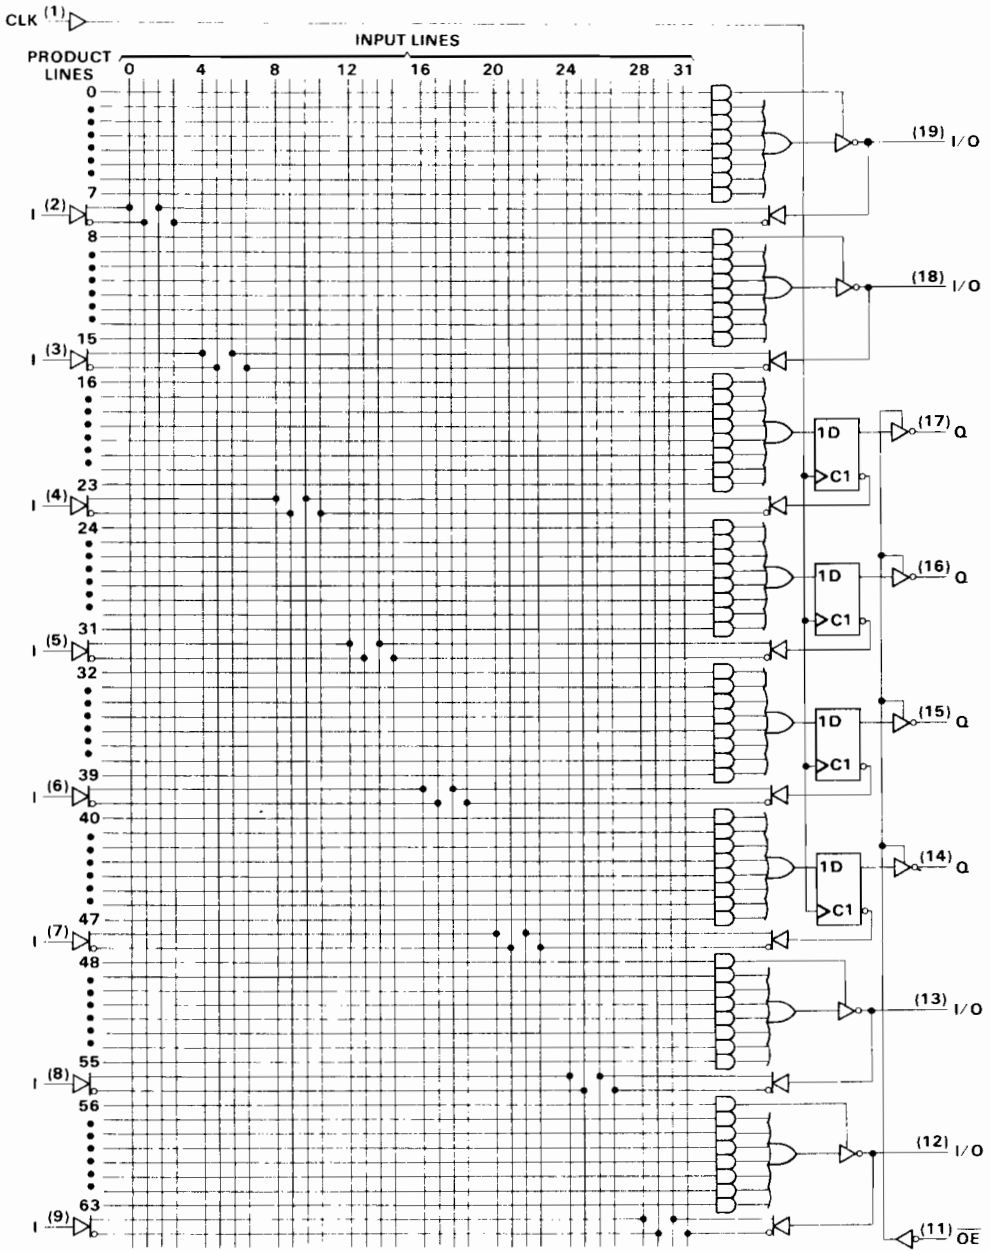 CLK (1)
INPUT LINES
PRODUCT LINES
0 4 8 12 16 20 24 28 31
0
(19) I/O
7
I (2)
8
(18) I/O
15
I (3)
16
1D
(17) Q
C1
23
I (4)
24
1D
(16) Q
C1
31
I (5)
32
1D
(15) Q
C1
39
I (6)
40
1D
(14) Q
C1
47
I (7)
48
(13) I/O
55
I (8)
56
(12) I/O
63
I (9)
(11) O̅E̅